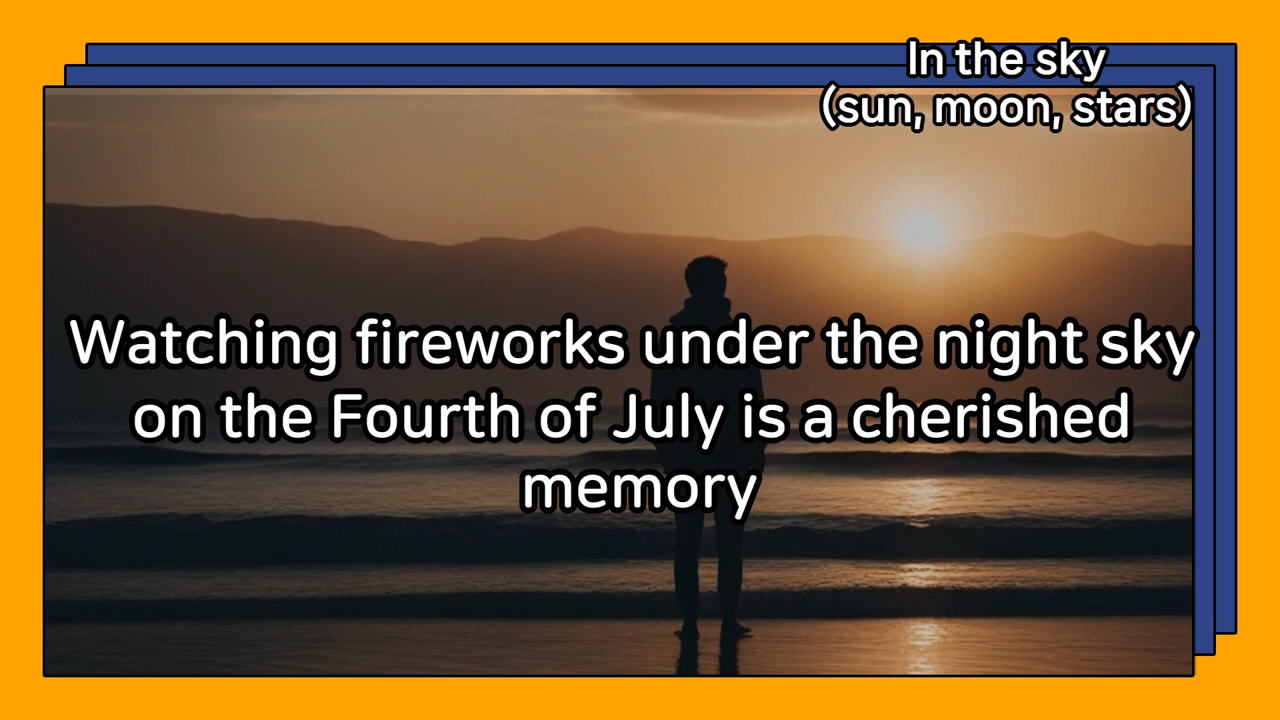 In the sky
(sun, moon, stars)
Watching fireworks under the night sky
on the Fourth of July is a cherished
memory